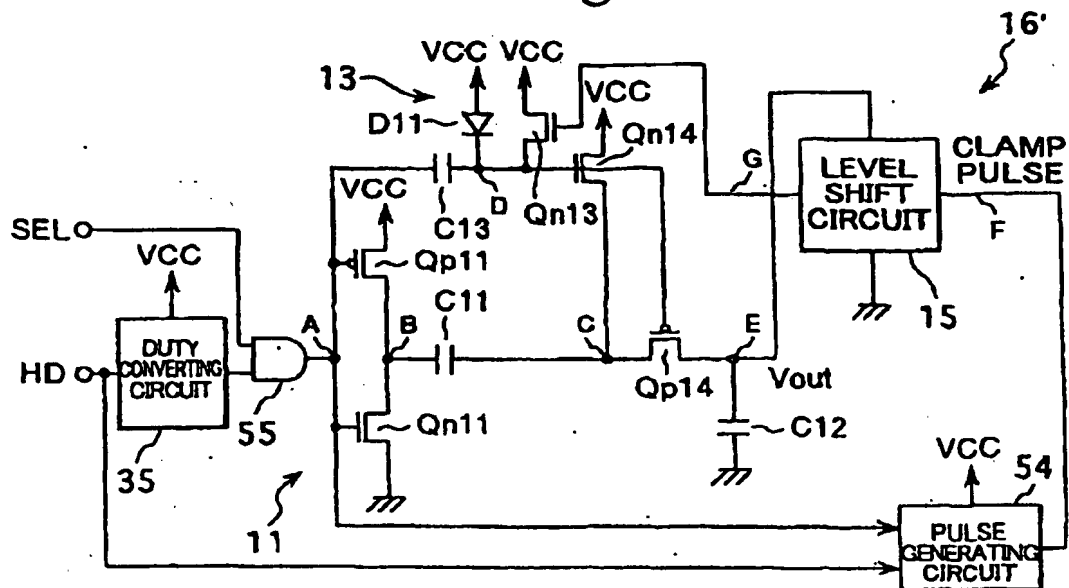 16'
VCC VCC
13
VCC
D11
Qn14
G
LEVEL
SHIFT
CIRCUIT
CLAMP
PULSE
VCC
D
Qn13
C13
F
SEL
VCC
Qp11
C11
15
A
B
C
E
HD
DUTY
CONVERTING
CIRCUIT
Qp14
Vout
55
Qn11
C12
35
VCC
54
11
PULSE
GENERATING
CIRCUIT